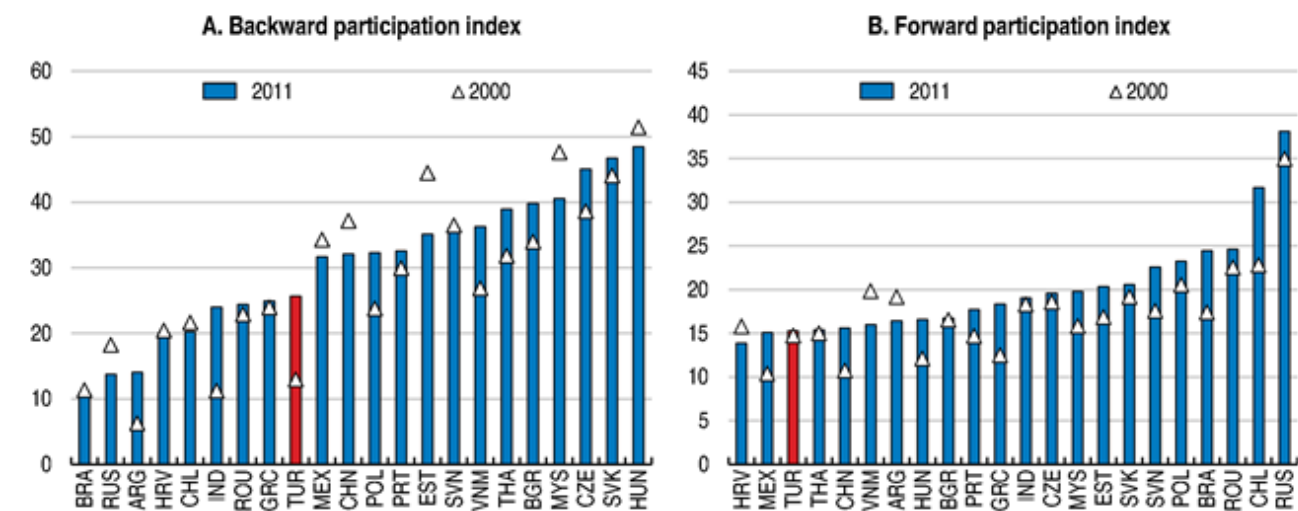 A. Backward participation index
60
50
40
30
20
10
0
2011
△ 2000
BRA
RUS
ARG
HRV
CHL
IND
ROU
GRC
TUR
MEX
CHN
POL
PRT
EST
SVN
VNM
THA
BGR
MYS
CZE
SVK
HUN
B. Forward participation index
45
40
35
30
25
20
15
10
5
0
2011
△ 2000
HRV
MEX
TUR
THA
CHN
VNM
ARG
HUN
BGR
PRT
GRC
IND
CZE
MYS
EST
SVK
SVN
POL
BRA
ROU
CHL
RUS